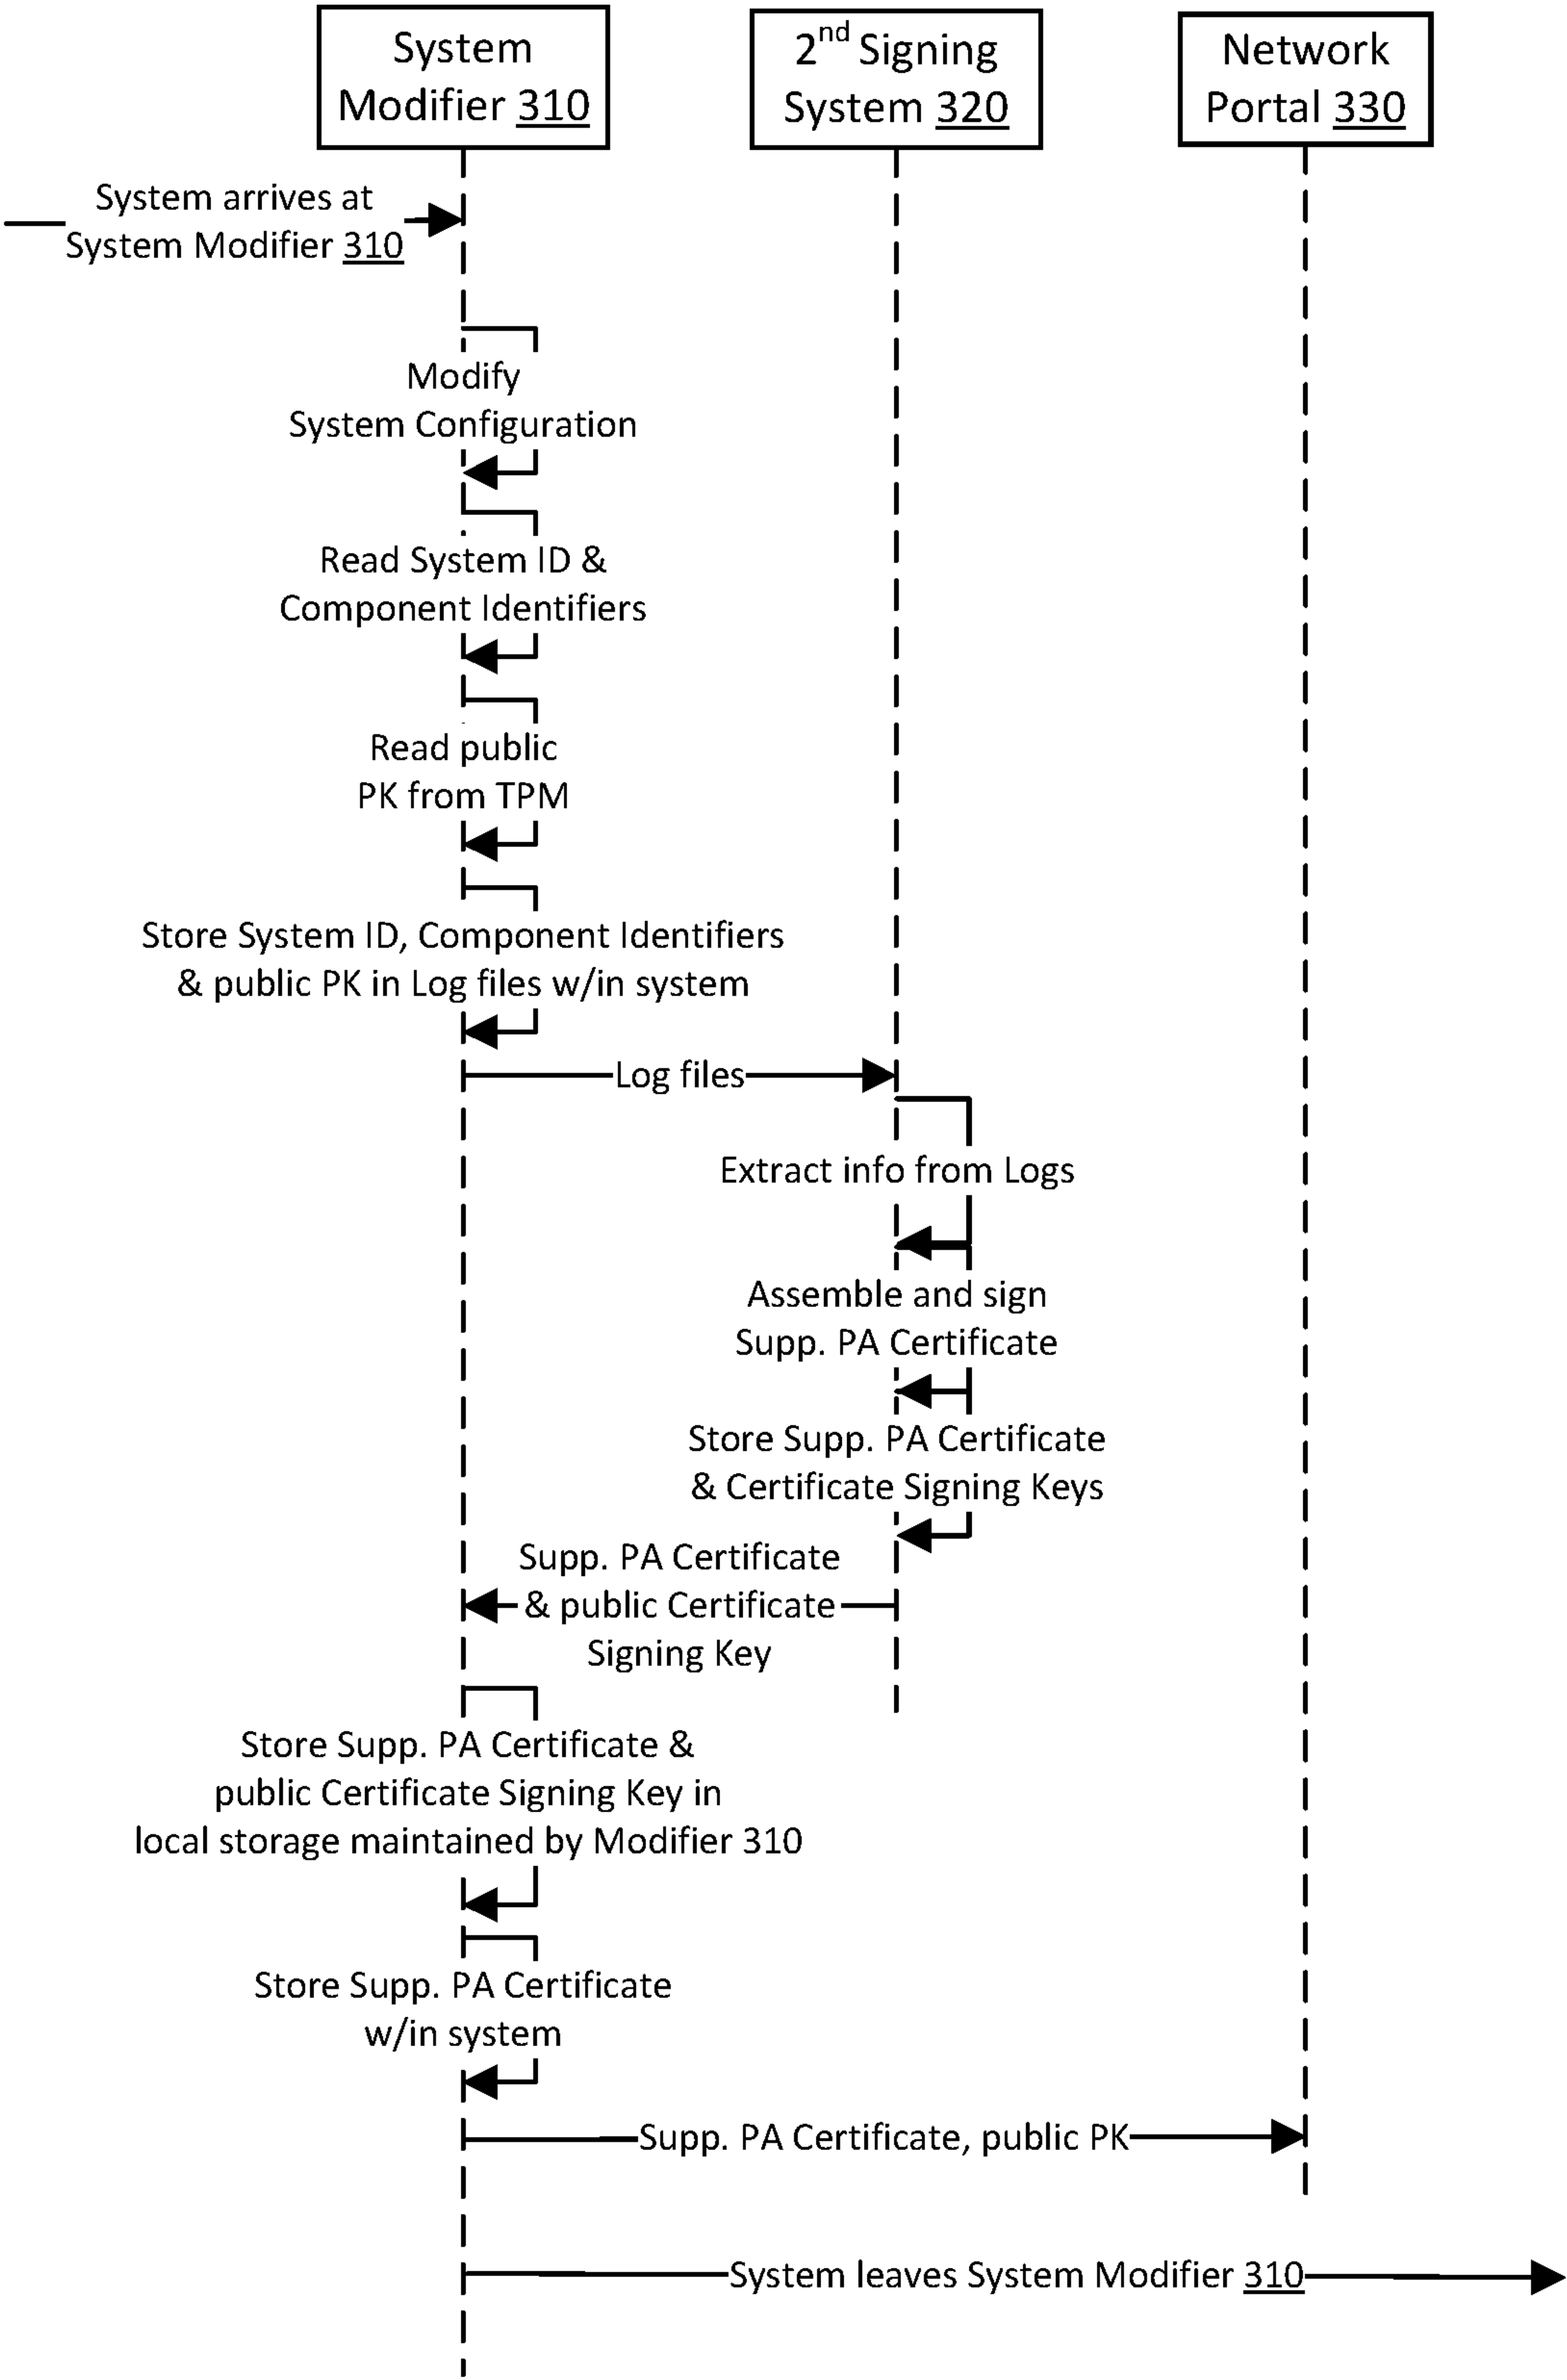 System
Modifier 310
2nd Signing
System 320
Network
Portal 330
System arrives at
System Modifier 310
Modify
System Configuration
Read System ID &
Component Identifiers
Read public
PK from TPM
Store System ID, Component Identifiers
& public PK in Log files w/in system
Log files
Extract info from Logs
Assemble and sign
Supp. PA Certificate
Store Supp. PA Certificate
& Certificate Signing Keys
Supp. PA Certificate
& public Certificate
Signing Key
Store Supp. PA Certificate &
public Certificate Signing Key in
local storage maintained by Modifier 310
Store Supp. PA Certificate
w/in system
Supp. PA Certificate, public PK
System leaves System Modifier 310